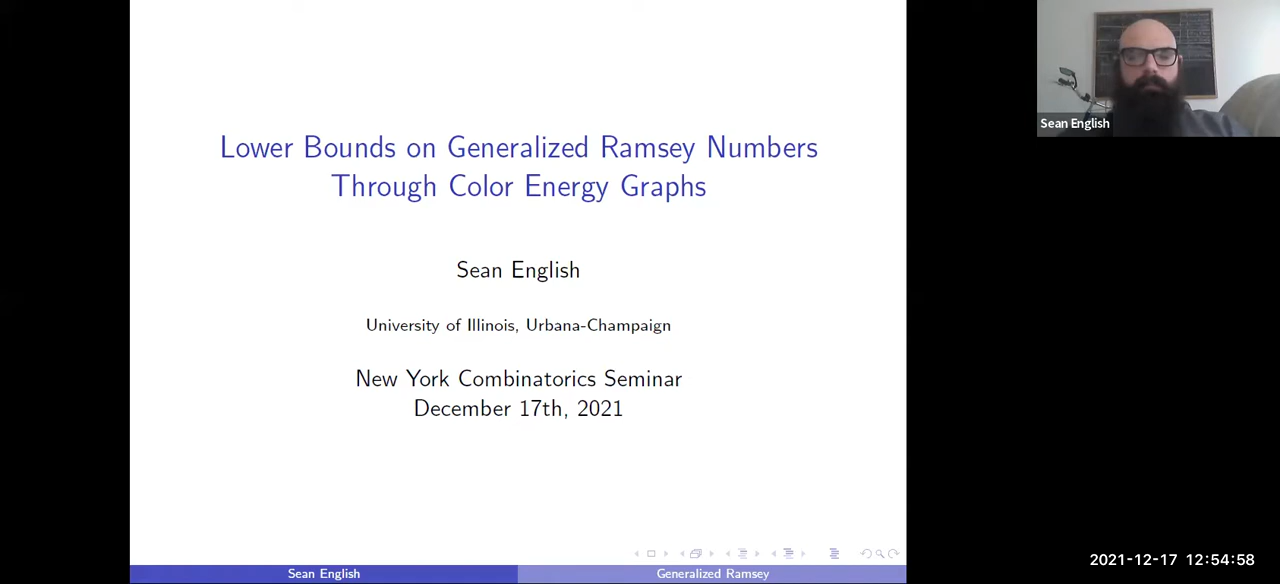 Lower Bounds on Generalized Ramsey Numbers
Through Color Energy Graphs
Sean English
University of Illinois, Urbana-Champaign
New York Combinatorics Seminar
December 17th, 2021
Sean English
Generalized Ramsey
Sean English
2021-12-17 12:54:58